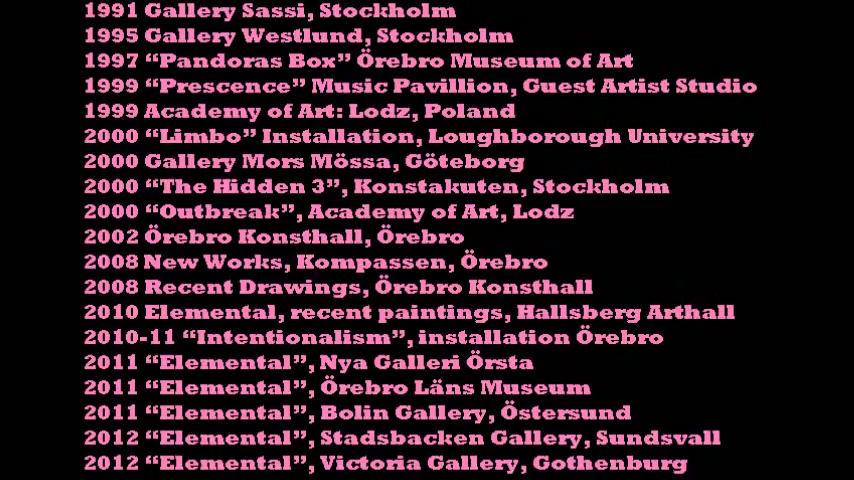 1991 Gallery Sassi, Stockholm
1995 Gallery Westlund, Stockholm
1997 “Pandoras Box” Örebro Museum of Art
1999 “Prescence” Music Pavillion, Guest Artist Studio
1999 Academy of Art: Lodz, Poland
2000 “Limbo” Installation, Loughborough University
2000 Gallery Mors Mössa, Göteborg
2000 “The Hidden 3”, Konstakuten, Stockholm
2000 “Outbreak”, Academy of Art, Lodz
2002 Örebro Konsthall, Örebro
2008 New Works, Kompassen, Örebro
2008 Recent Drawings, Örebro Konsthall
2010 Elemental, recent paintings, Hallsberg Arthall
2010-11 “Intentionalism”, installation Örebro
2011 “Elemental”, Nya Galleri Örsta
2011 “Elemental”, Örebro Läns Museum
2011 “Elemental”, Bolin Gallery, Östersund
2012 “Elemental”, Stadsbacken Gallery, Sundsvall
2012 “Elemental”, Victoria Gallery, Gothenburg